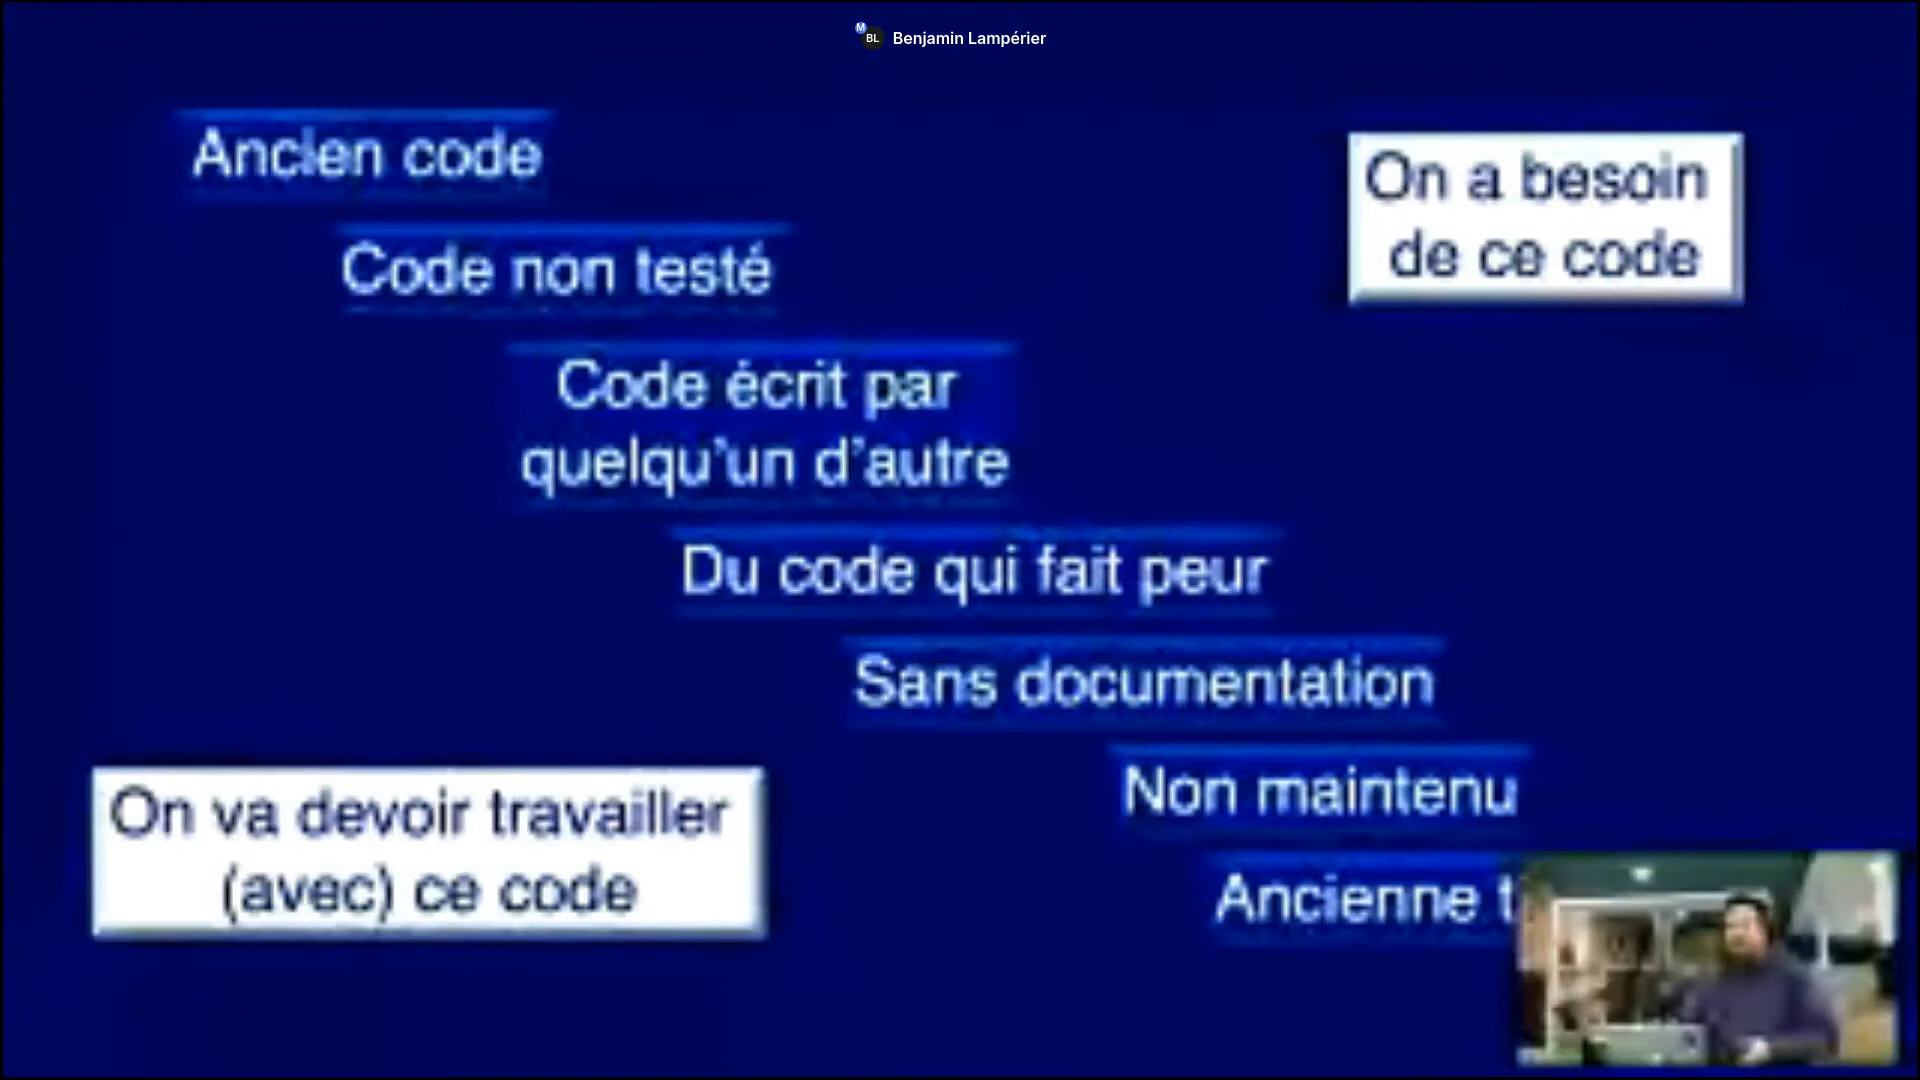 M
BL
Benjamin Lampérier
Ancien code
Code non testé
Code écrit par
quelqu'un d'autre
Du code qui fait peur
Sans documentation
Non maintenu
Ancienne t
On a besoin
de ce code
On va devoir travailler
(avec) ce code